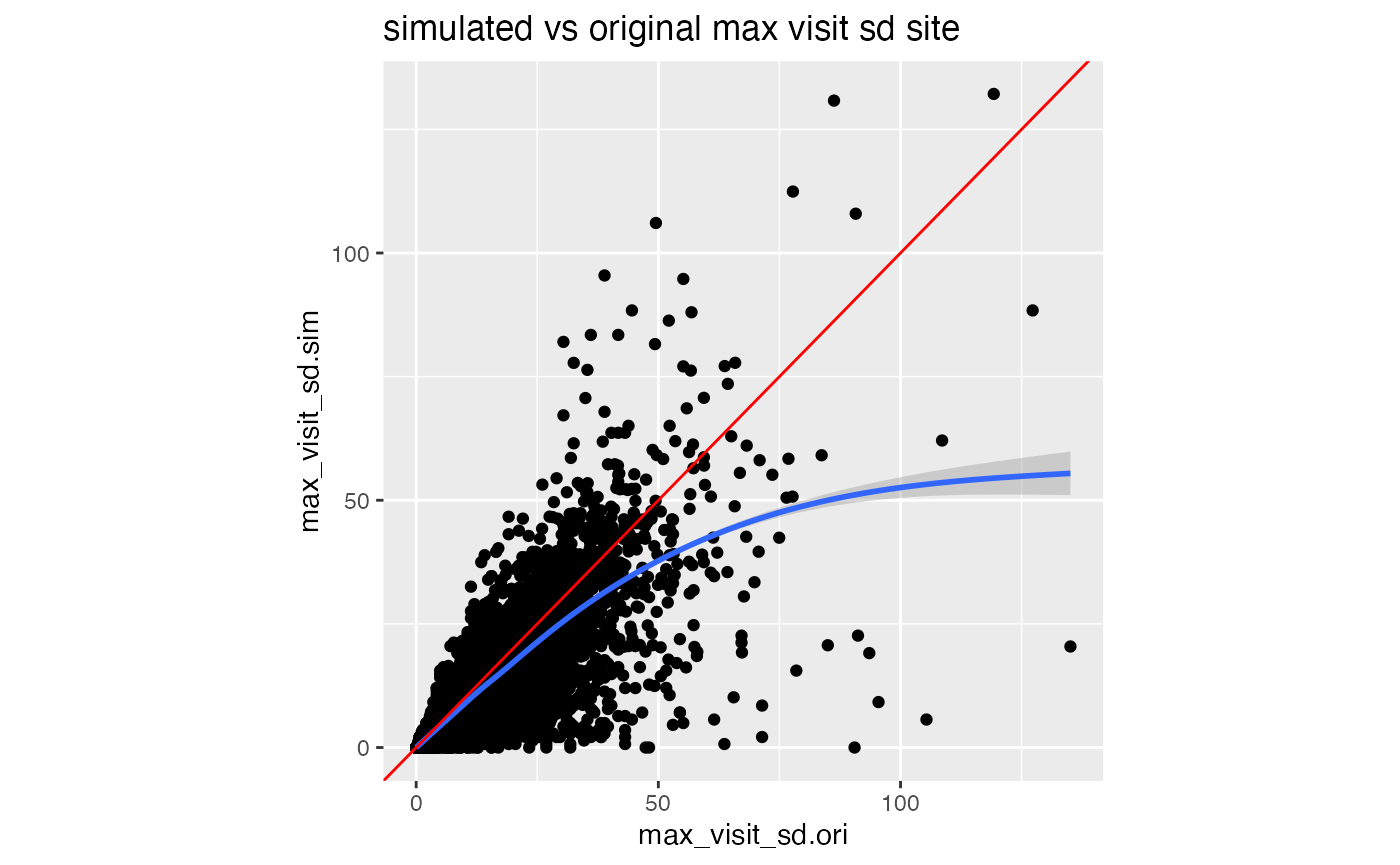 simulated vs original max visit sd site
max_visit_sd.sim
100
50
0
0 50 100
max_visit_sd.ori